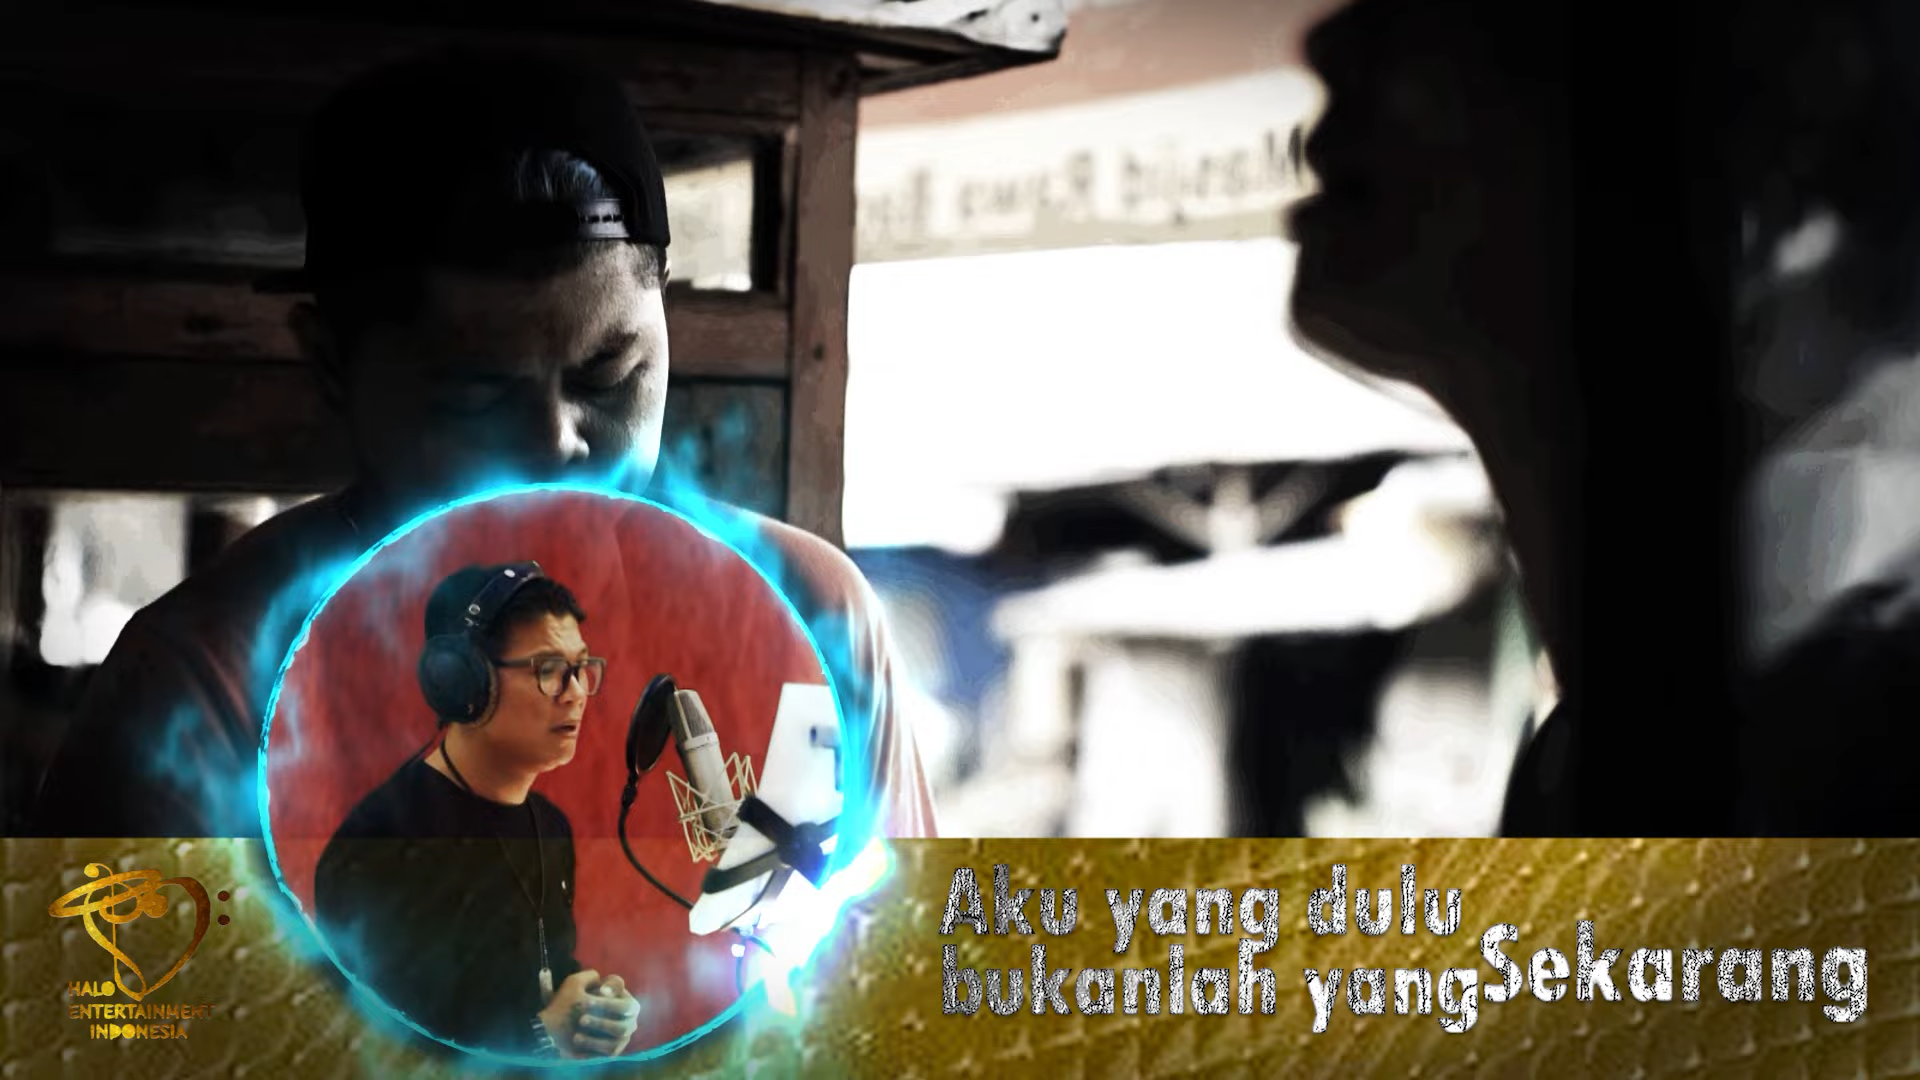 Aku yang dulu
bukanlah yang Sekarang
HALO
ENTERTAINMENT
INDONESIA